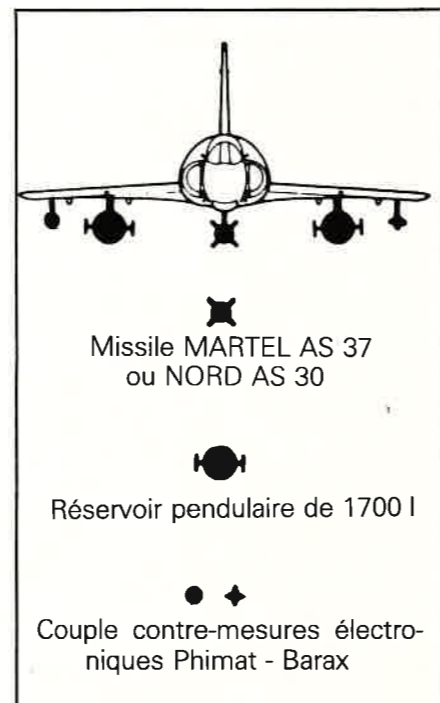 Missile MARTEL AS 37
ou NORD AS 30
Réservoir pendulaire de 1700 l
Couple contre-mesures électro-
niques Phimat - Barax